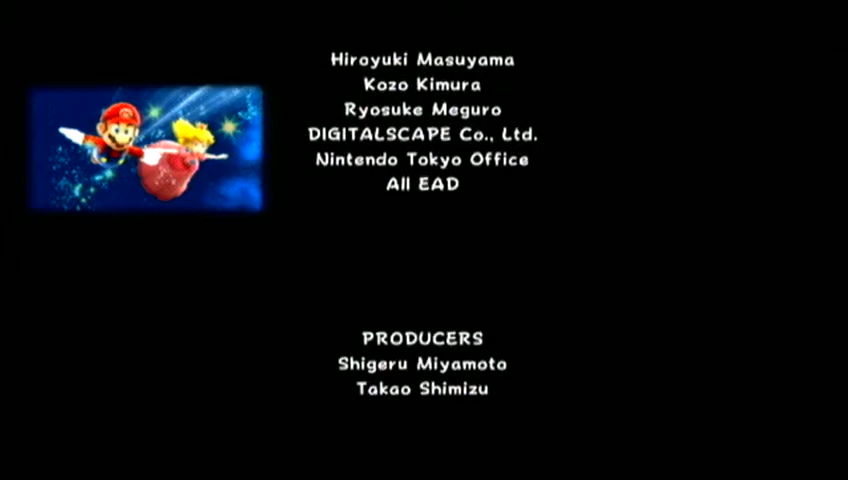 Hiroyuki Masuyama
Kozo Kimura
Ryosuke Meguro
DIGITALSCAPE Co., Ltd.
Nintendo Tokyo Office
All EAD
PRODUCERS
Shigeru Miyamoto
Takao Shimizu